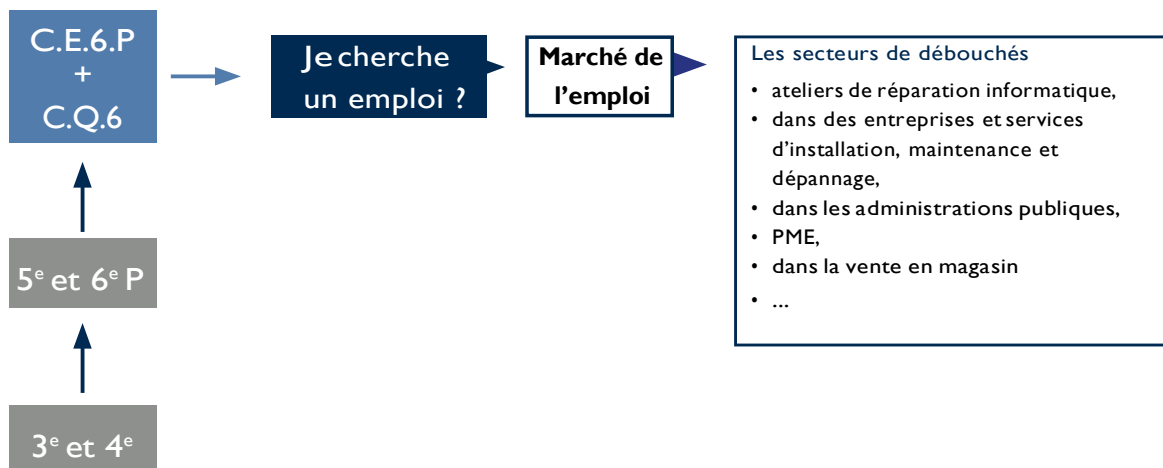 C.E.6.P
+
C.Q.6
Je cherche
un emploi ?
Marché de
l'emploi
Les secteurs de débouchés
• ateliers de réparation informatique,
• dans des entreprises et services
d'installation, maintenance et
dépannage,
• dans les administrations publiques,
• PME,
• dans la vente en magasin
• ...
5e et 6e P
3e et 4e